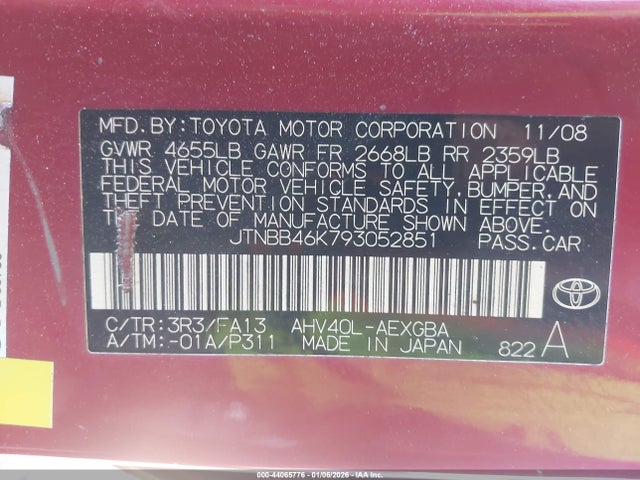 MFD. BY: TOYOTA MOTOR CORPORATION 11/08
GVWR 4655LB GAWR FR 2668LB RR 2359LB
THIS VEHICLE CONFORMS TO ALL APPLICABLE
FEDERAL MOTOR VEHICLE SAFETY, BUMPER, AND
THEFT PREVENTION STANDARDS IN EFFECT ON
THE DATE OF MANUFACTURE SHOWN ABOVE.
JTNBB46K793052851 PASS. CAR
C/TR: 3R3/FA13 AHV40L-AEXGBA
A/TM: -01A/P311 MADE IN JAPAN 822 A
000-44065776 - 01/06/2026 - IAA Inc.